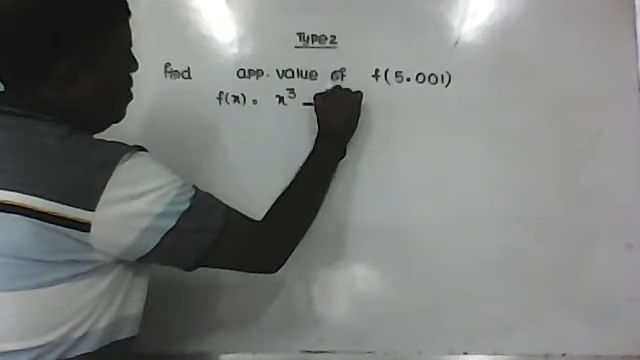 Type 2
find app. value of f(5.001)
f(x) = x³ –